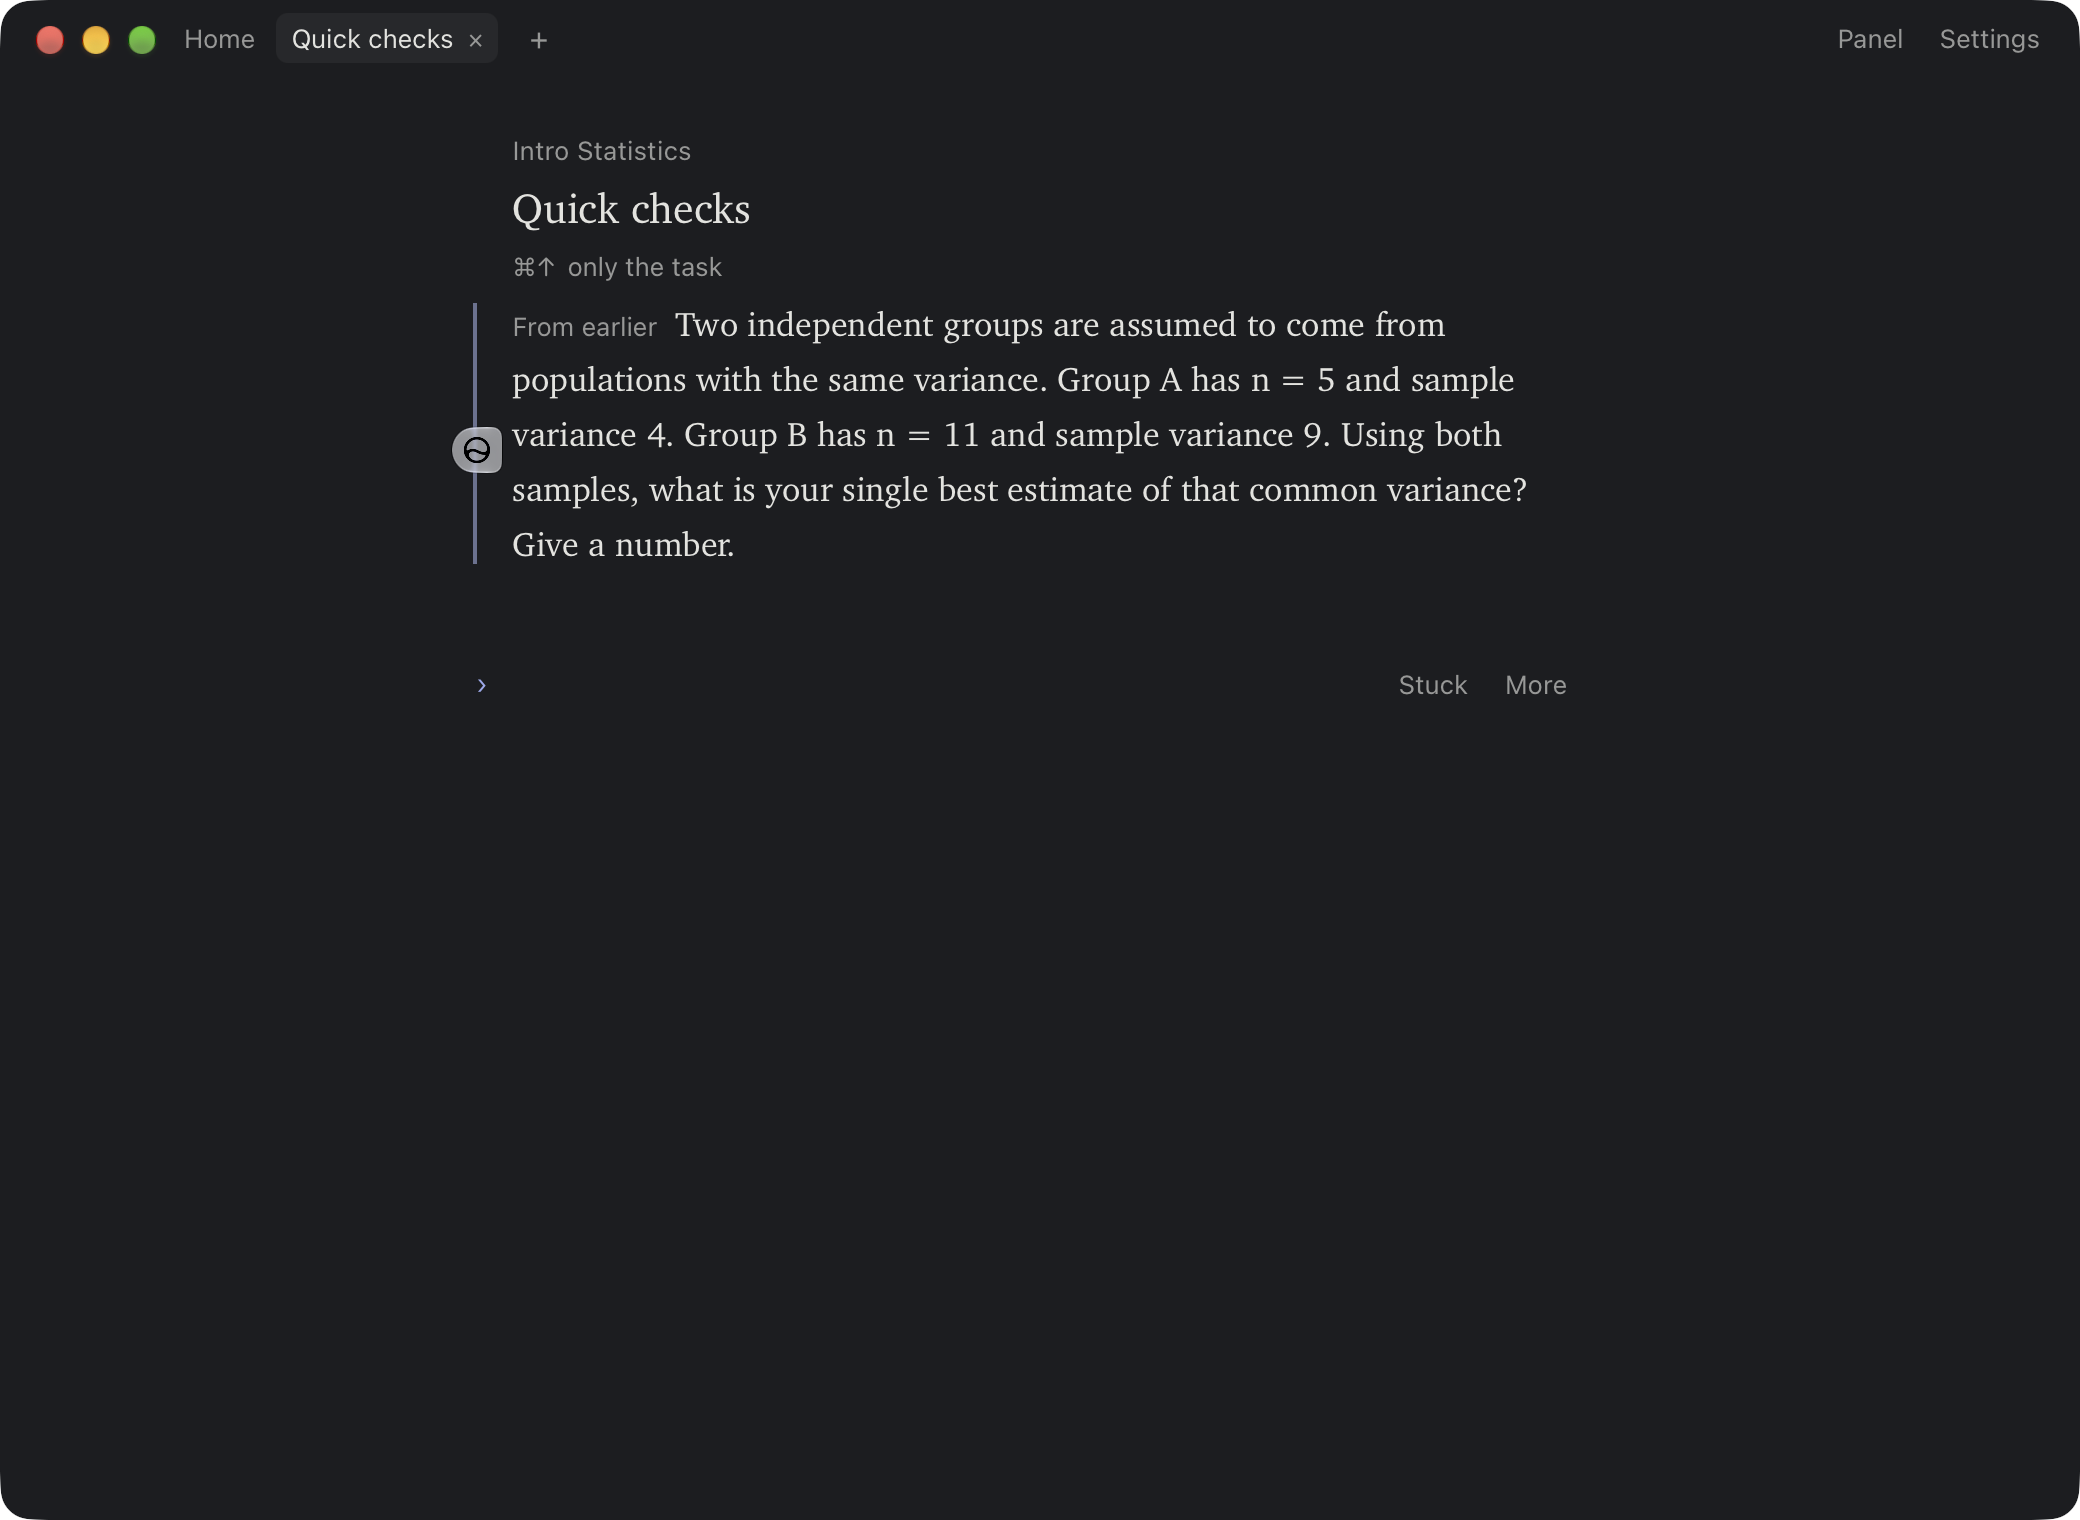 Home Quick checks × + Panel Settings
Intro Statistics
Quick checks
⌘↑ only the task
From earlier Two independent groups are assumed to come from
populations with the same variance. Group A has n = 5 and sample
variance 4. Group B has n = 11 and sample variance 9. Using both
samples, what is your single best estimate of that common variance?
Give a number.
› Stuck More